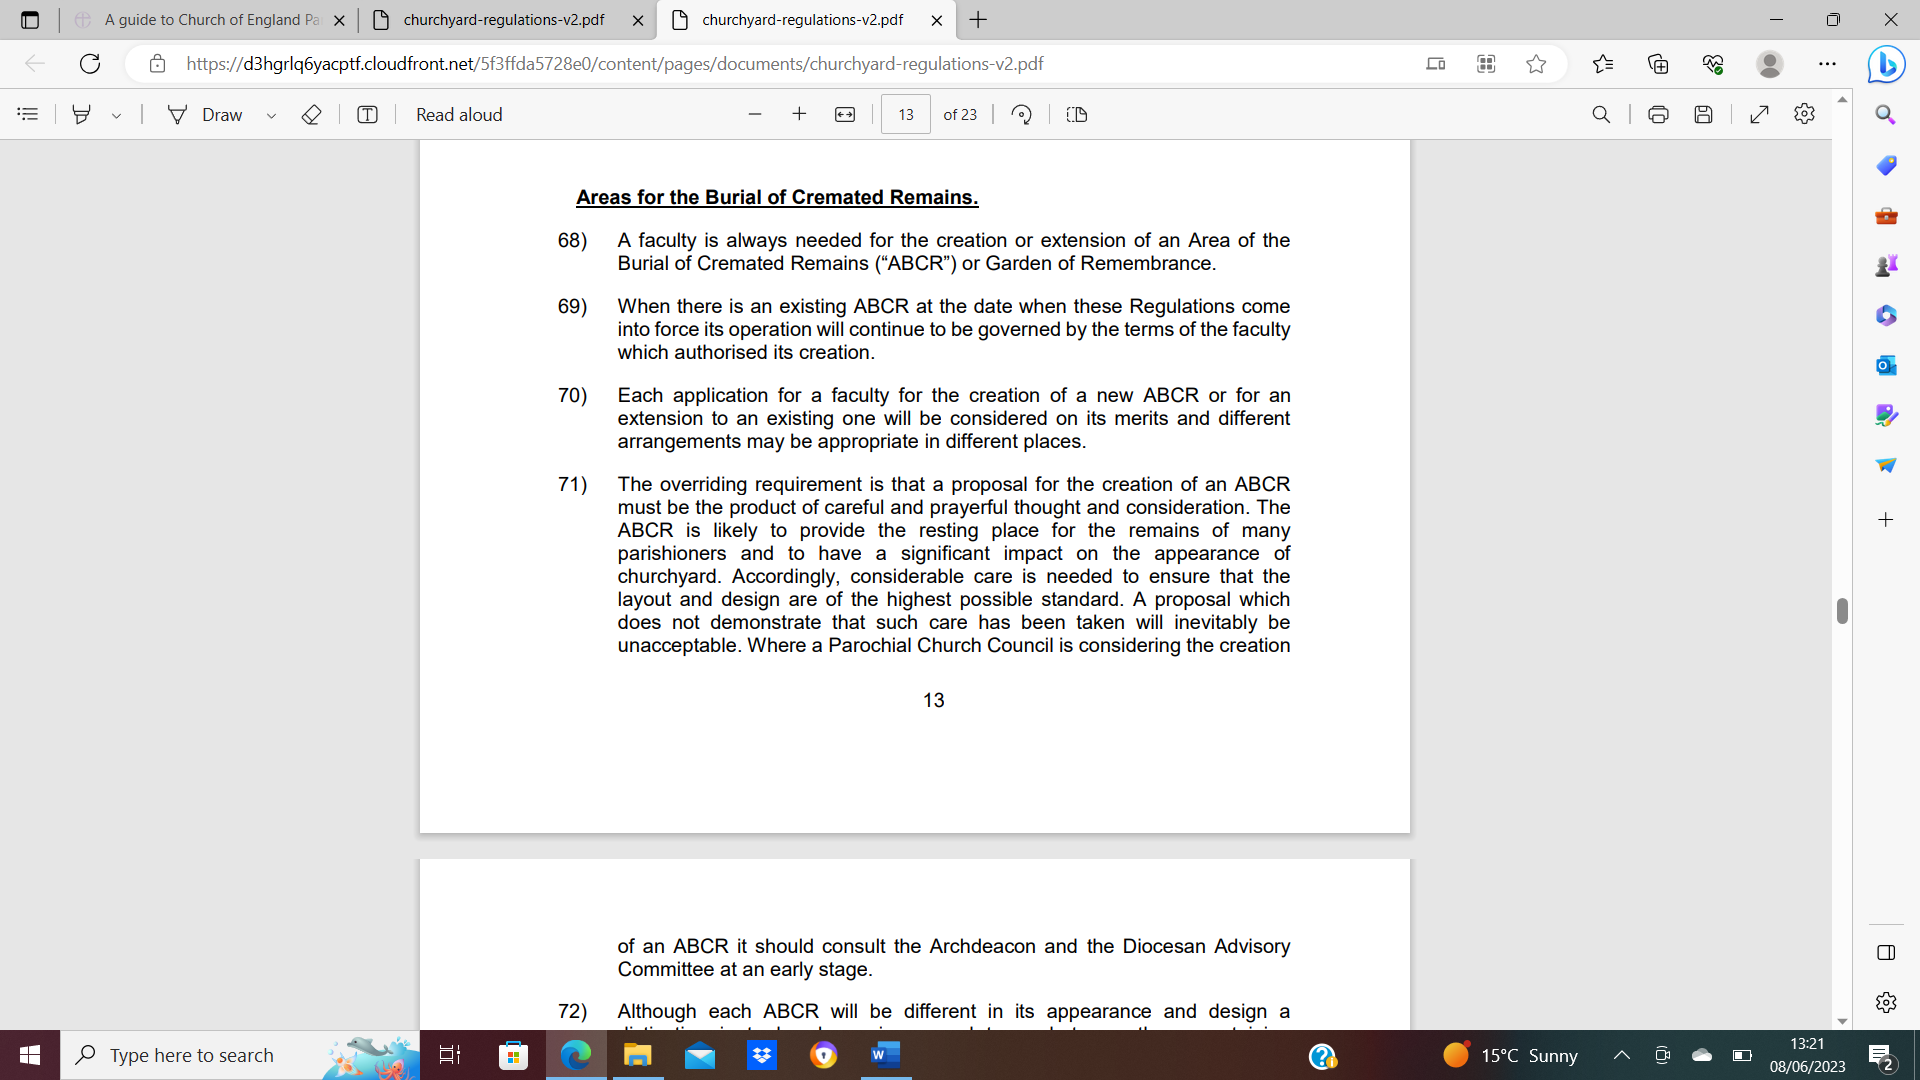 A guide to Church of England Pa
churchyard-regulations-v2.pdf
churchyard-regulations-v2.pdf
https://d3hgrlq6yacptf.cloudfront.net/5f3ffda5728e0/content/pages/documents/churchyard-regulations-v2.pdf
Draw
Read aloud
13 of 23
Areas for the Burial of Cremated Remains.
68) A faculty is always needed for the creation or extension of an Area of the
Burial of Cremated Remains (“ABCR”) or Garden of Remembrance.
69) When there is an existing ABCR at the date when these Regulations come
into force its operation will continue to be governed by the terms of the faculty
which authorised its creation.
70) Each application for a faculty for the creation of a new ABCR or for an
extension to an existing one will be considered on its merits and different
arrangements may be appropriate in different places.
71) The overriding requirement is that a proposal for the creation of an ABCR
must be the product of careful and prayerful thought and consideration. The
ABCR is likely to provide the resting place for the remains of many
parishioners and to have a significant impact on the appearance of
churchyard. Accordingly, considerable care is needed to ensure that the
layout and design are of the highest possible standard. A proposal which
does not demonstrate that such care has been taken will inevitably be
unacceptable. Where a Parochial Church Council is considering the creation
13
of an ABCR it should consult the Archdeacon and the Diocesan Advisory
Committee at an early stage.
72) Although each ABCR will be different in its appearance and design a
Type here to search
15°C Sunny
13:21
08/06/2023
2